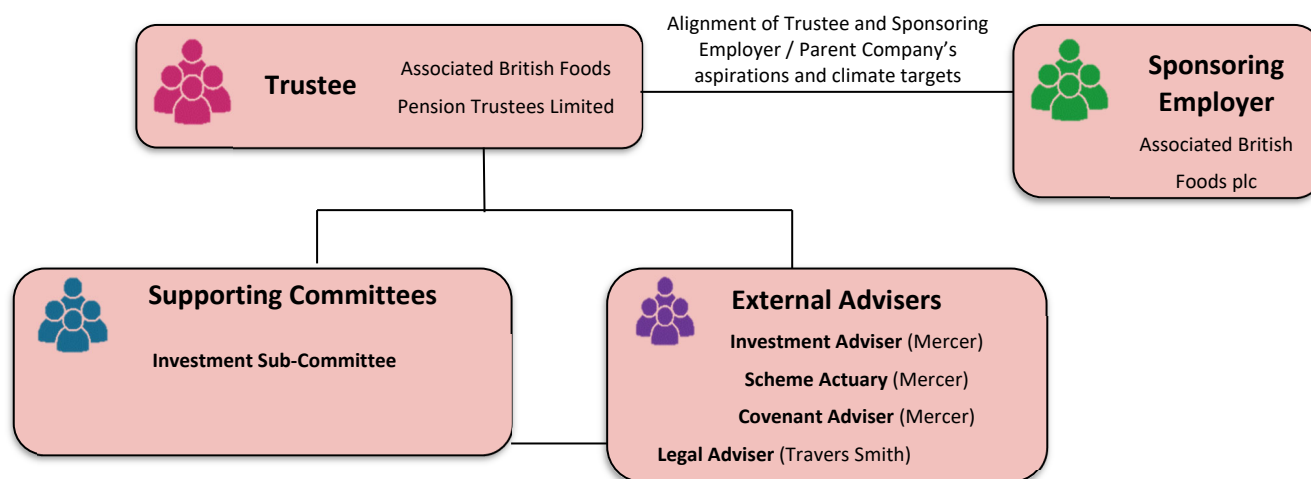 Trustee
Associated British Foods
Pension Trustees Limited
Alignment of Trustee and Sponsoring
Employer / Parent Company’s
aspirations and climate targets
Sponsoring
Employer
Associated British
Foods plc
Supporting Committees
Investment Sub-Committee
External Advisers
Investment Adviser (Mercer)
Scheme Actuary (Mercer)
Covenant Adviser (Mercer)
Legal Adviser (Travers Smith)